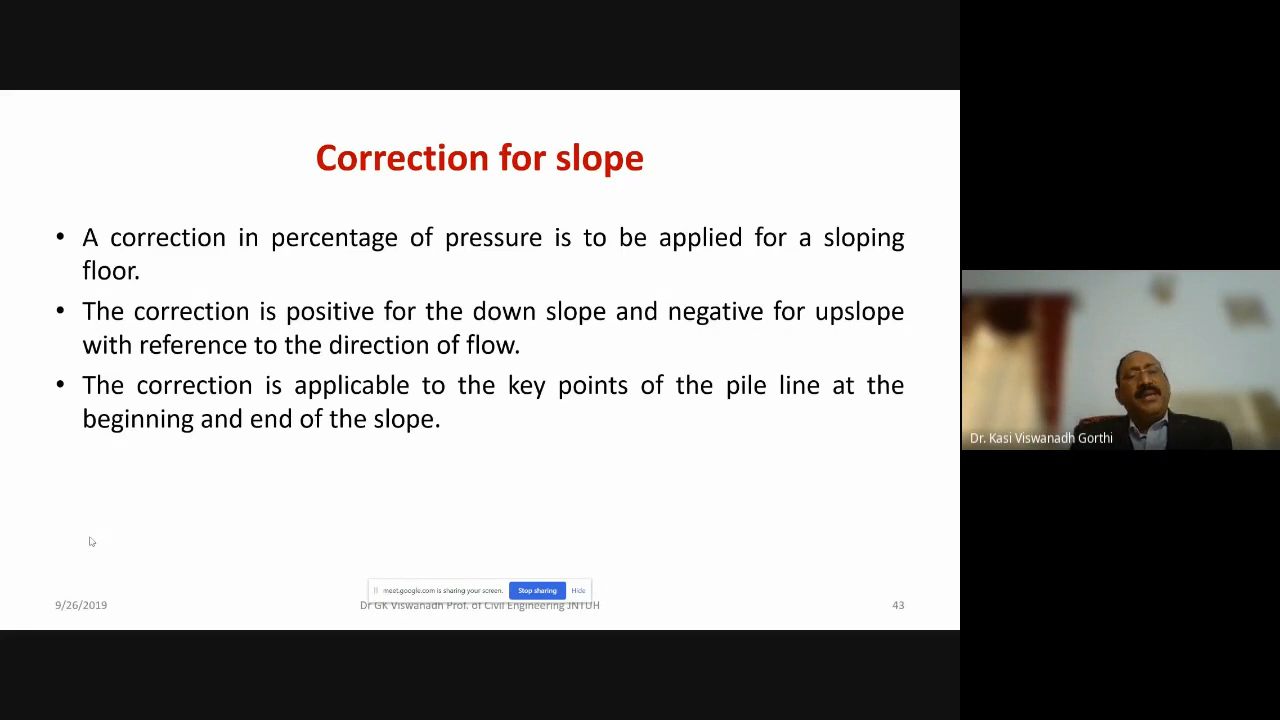 Correction for slope
• A correction in percentage of pressure is to be applied for a sloping
floor.
• The correction is positive for the down slope and negative for upslope
with reference to the direction of flow.
• The correction is applicable to the key points of the pile line at the
beginning and end of the slope.
Dr. Kasi Viswanadh Gorthi
meet.google.com is sharing your screen. Stop sharing Hide
9/26/2019 Dr GK Viswanadh Prof. of Civil Engineering JNTUH 43